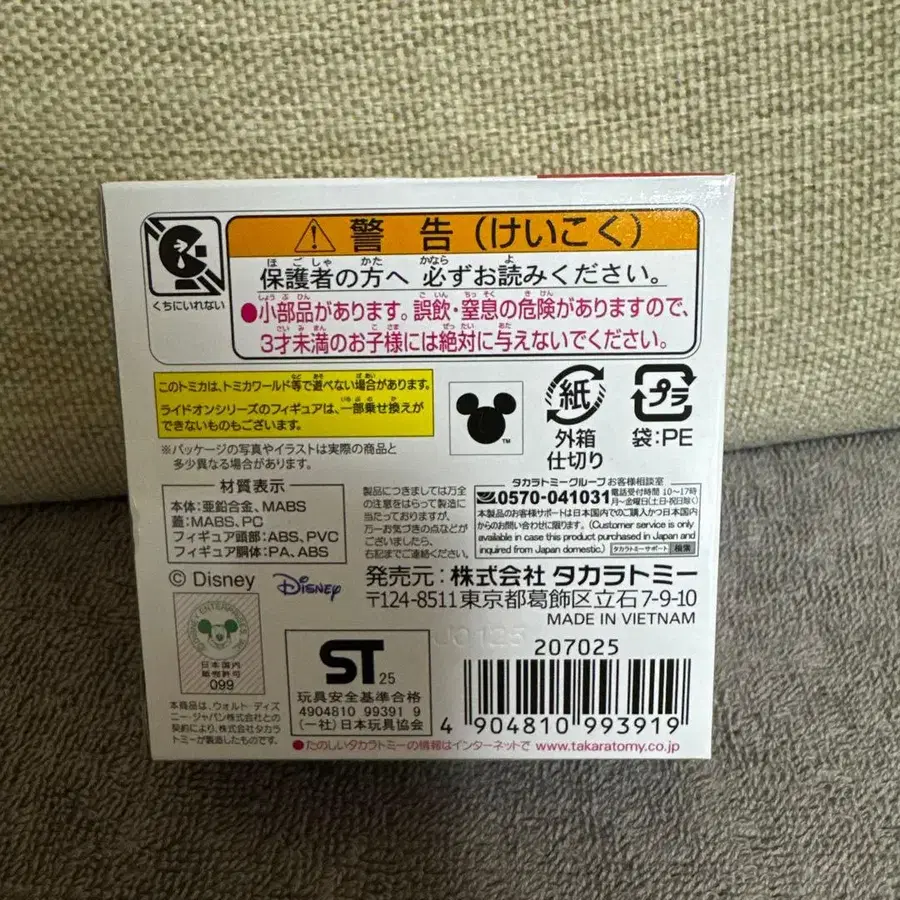 くちにいれない
警告(けいこく)
保護者の方へ 必ずお読みください。
●小部品があります。誤飲・窒息の危険がありますので、
3才未満のお子様には絶対に与えないでください。
このトミカは、トミカワールド等で遊べない場合があります。
ライドオンシリーズのフィギュアは、一部乗せ換えが
できないものもございます。
※パッケージの写真やイラストは実際の商品と
多少異なる場合があります。
TM
紙
外箱
仕切り
プラ
袋:PE
材質表示
本体:亜鉛合金、MABS
蓋:MABS、PC
フィギュア頭部:ABS、PVC
フィギュア胴体:PA、ABS
製品につきましては万全
の注意をはらって製造に
当たっておりますが、
万一お気づきの点などが
ございましたら、
右記までご連絡ください。
タカラトミーグループ お客様相談室
0570-041031 電話受付時間 10〜17時
月〜金曜日(土・日・祝日除く)
本製品のお客様サポートは日本国内でのご購入かつ日本国内
からのお問い合わせに限ります。(Customer service is only
available in case this product purchased in Japan and
inquired from Japan domestic.) タカラトミーサポート 検索
© Disney
Disney
発売元:株式会社 タカラトミー
〒124-8511 東京都葛飾区立石7-9-10
MADE IN VIETNAM
J0125
207025
日本国内
販売許可
099
本商品は、ウォルト・ディズ
ニー・ジャパン株式会社との
契約により、株式会社タカラ
トミーが製造したものです。
ST 25
玩具安全基準合格
4904810 99391 9
(一社)日本玩具協会
4 904810 993919
●たのしいタカラトミーの情報はインターネットで www.takaratomy.co.jp